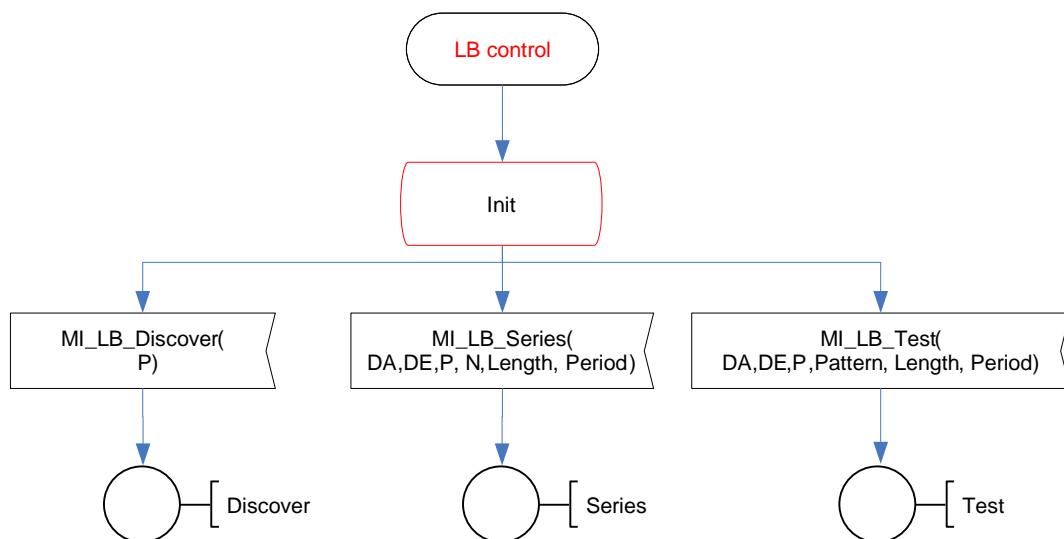 LB control
Init
MI_LB_Discover(
P)
MI_LB_Series(
DA,DE,P, N,Length, Period)
MI_LB_Test(
DA,DE,P,Pattern, Length, Period)
Discover
Series
Test